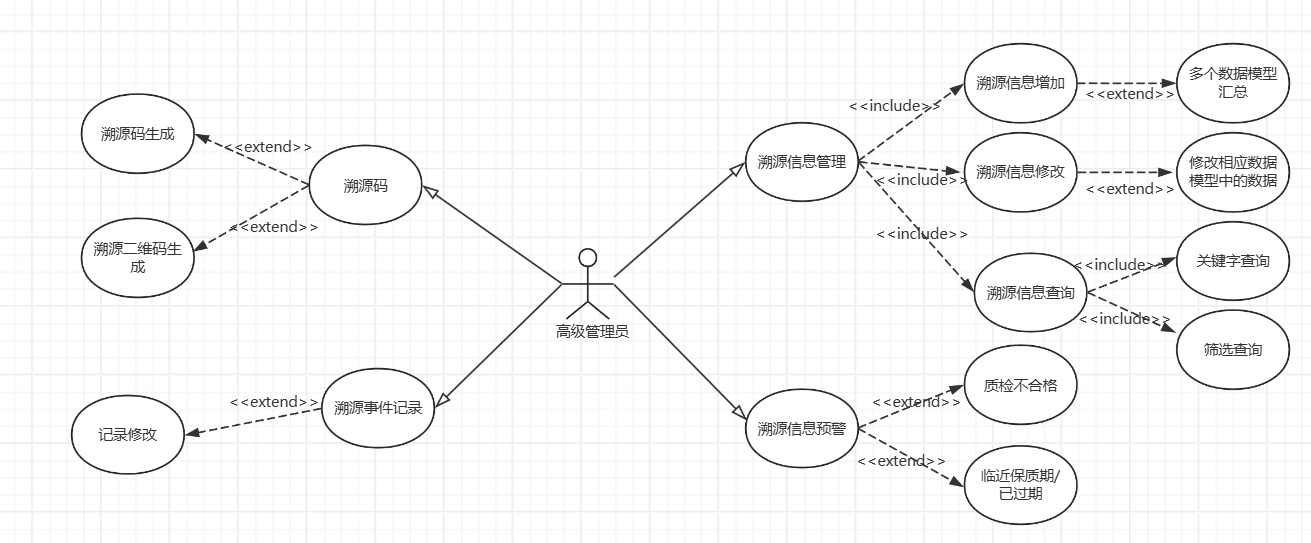 溯源码生成
<<extend>>
溯源码
<<extend>>
溯源二维码生
成
高级管理员
<<extend>>
溯源事件记录
记录修改
溯源信息管理
<<include>>
溯源信息增加
<<extend>>
多个数据模型
汇总
<<include>>
溯源信息修改
<<extend>>
修改相应数据
模型中的数据
<<include>>
溯源信息查询
<<include>>
关键字查询
<<include>>
筛选查询
溯源信息预警
<<extend>>
质检不合格
<<extend>>
临近保质期/
已过期